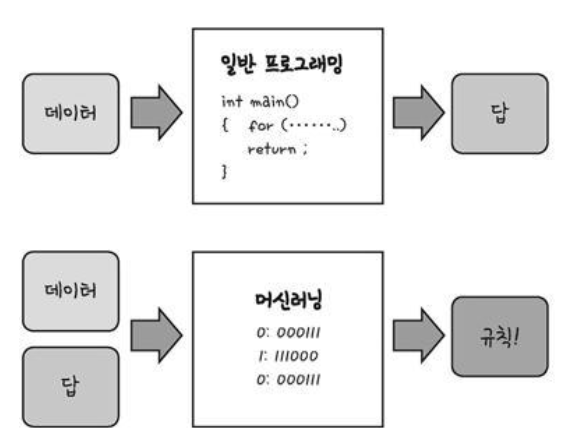 데이터
일반 프로그래밍
int main()
{ for (········)
return ;
}
답
데이터
답
머신러닝
0: 000111
1: 111000
0: 000111
규칙!